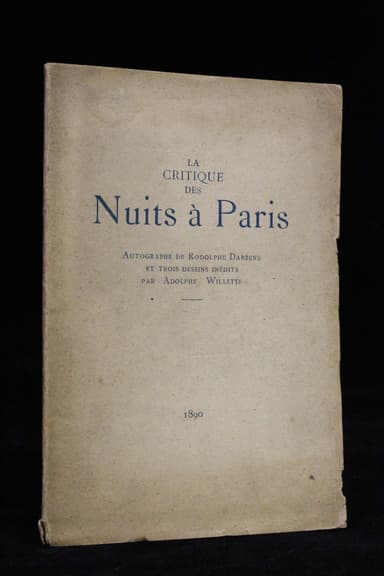 LA
CRITIQUE
DES
Nuits à Paris
AUTOGRAPHE DE RODOLPHE DARZENS
ET TROIS DESSINS INÉDITS
PAR ADOLPHE WILLETTE
1890